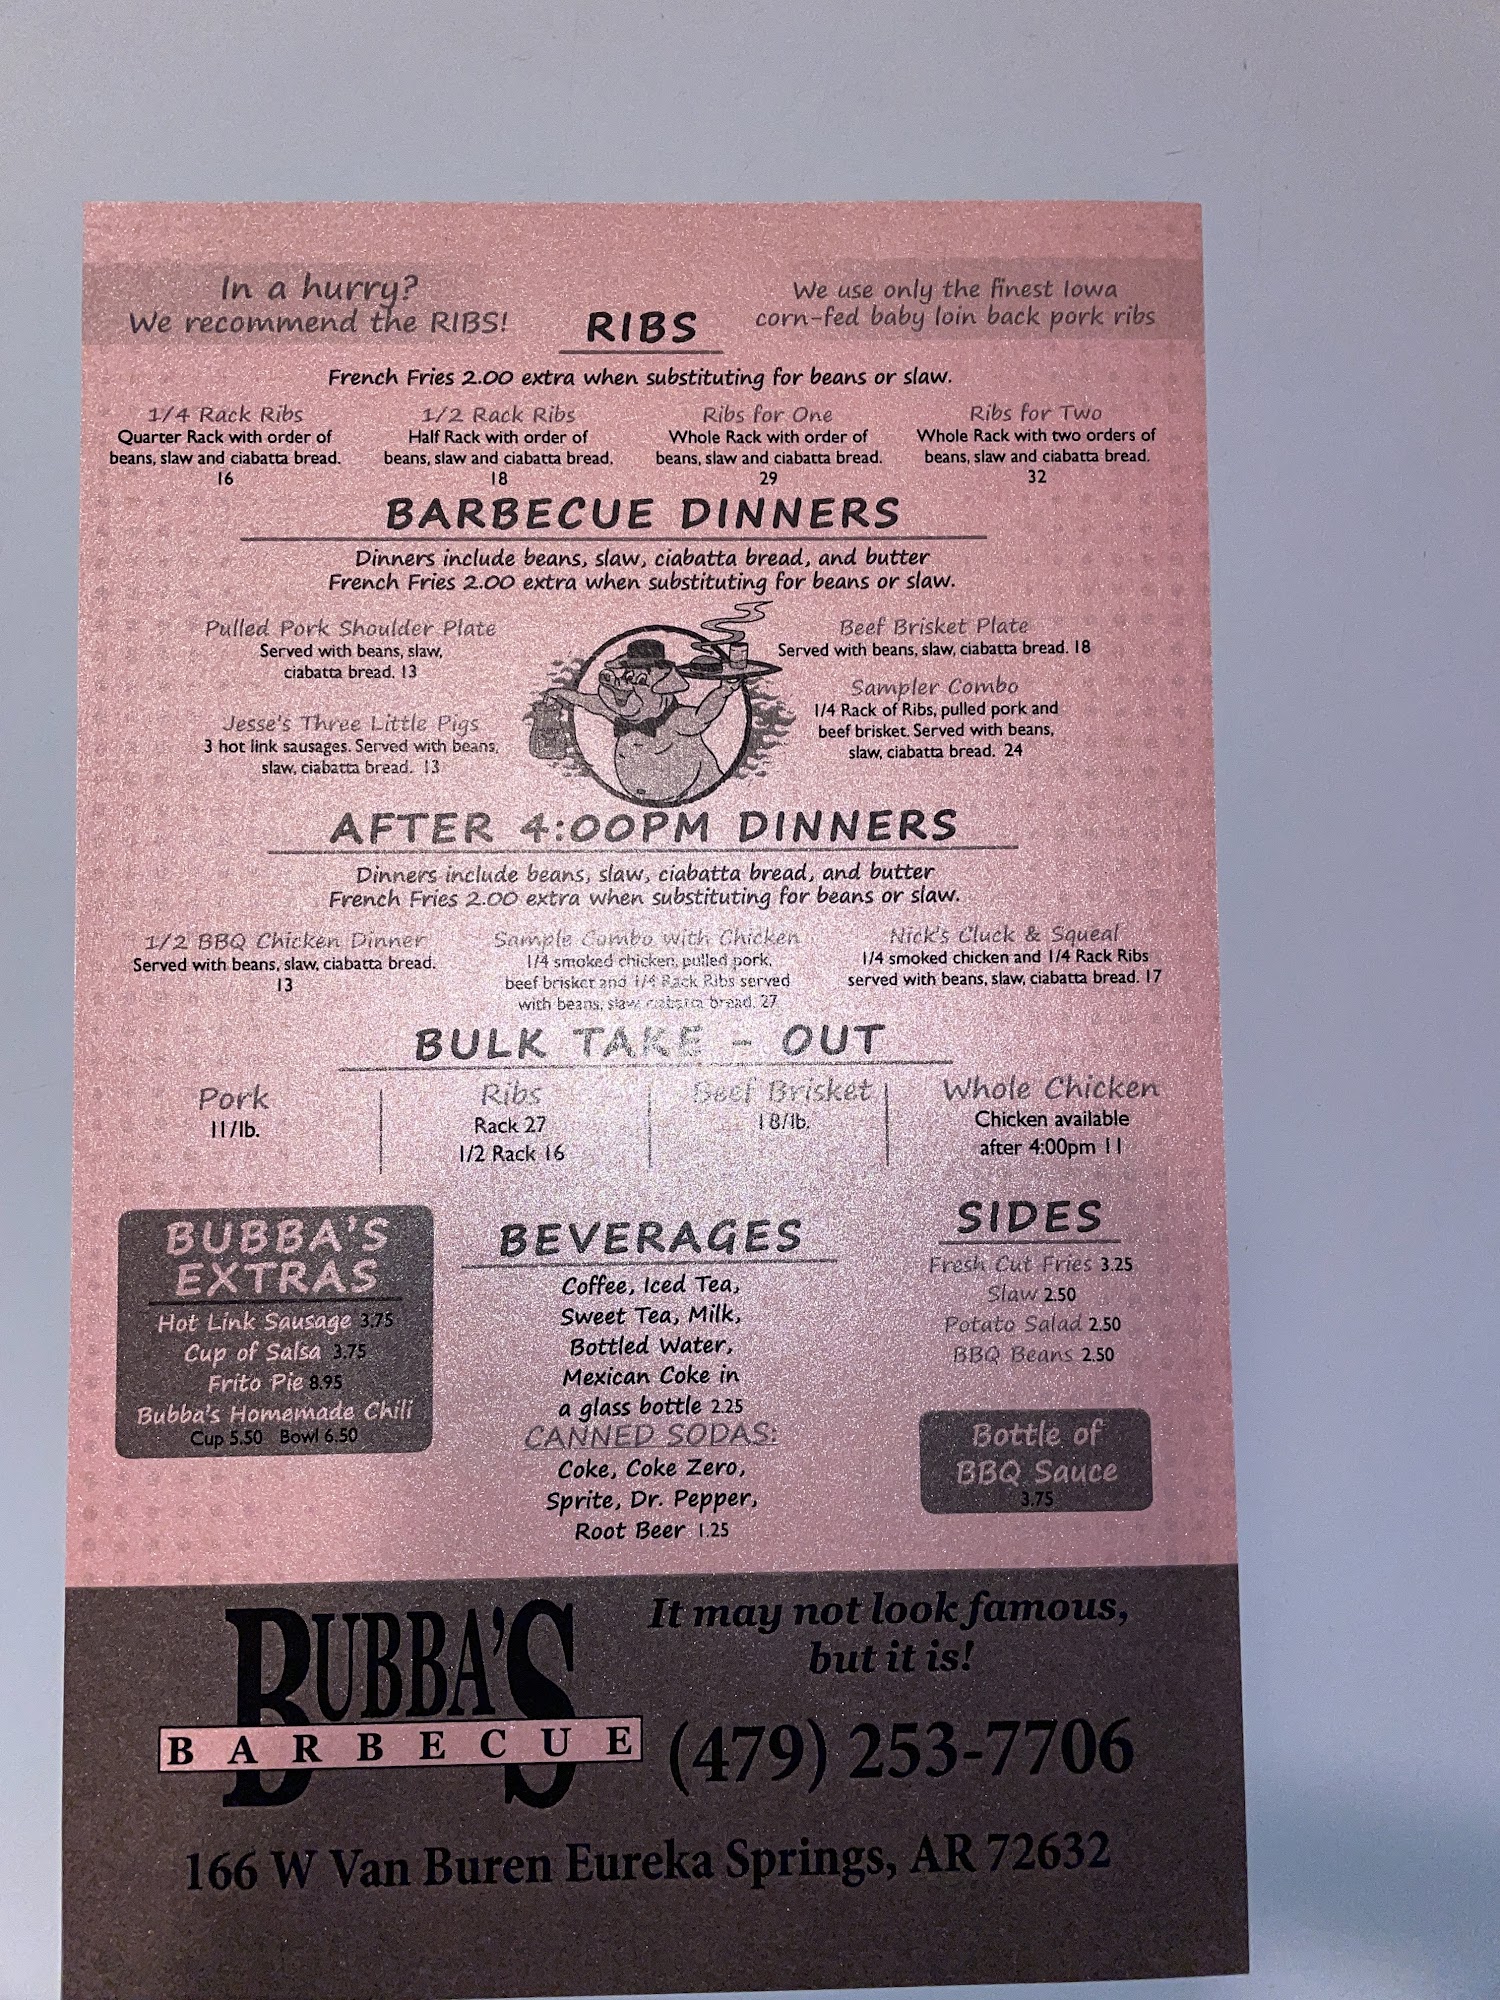 In a hurry?
We recommend the RIBS!
We use only the finest Iowa
corn-fed baby loin back pork ribs
RIBS
French Fries 2.00 extra when substituting for beans or slaw.
1/4 Rack Ribs
Quarter Rack with order of
beans, slaw and ciabatta bread.
16
1/2 Rack Ribs
Half Rack with order of
beans, slaw and ciabatta bread.
18
Ribs for One
Whole Rack with order of
beans, slaw and ciabatta bread.
29
Ribs for Two
Whole Rack with two orders of
beans, slaw and ciabatta bread.
32
BARBECUE DINNERS
Dinners include beans, slaw, ciabatta bread, and butter
French Fries 2.00 extra when substituting for beans or slaw.
Pulled Pork Shoulder Plate
Served with beans, slaw,
ciabatta bread. 13
Jesse's Three Little Pigs
3 hot link sausages. Served with beans,
slaw, ciabatta bread. 13
Beef Brisket Plate
Served with beans, slaw, ciabatta bread. 18
Sampler Combo
1/4 Rack of Ribs, pulled pork and
beef brisket. Served with beans,
slaw, ciabatta bread. 24
AFTER 4:00PM DINNERS
Dinners include beans, slaw, ciabatta bread, and butter
French Fries 2.00 extra when substituting for beans or slaw.
1/2 BBQ Chicken Dinner
Served with beans, slaw, ciabatta bread.
13
Sample Combo with Chicken
1/4 smoked chicken, pulled pork,
beef brisket and 1/4 Rack Ribs served
with beans, slaw, ciabatta bread. 27
Nick's Cluck & Squeal
1/4 smoked chicken and 1/4 Rack Ribs
served with beans, slaw, ciabatta bread. 17
BULK TAKE - OUT
Pork
11/lb.
Ribs
Rack 27
1/2 Rack 16
Beef Brisket
18/lb.
Whole Chicken
Chicken available
after 4:00pm 11
BUBBA'S
EXTRAS
Hot Link Sausage 3.75
Cup of Salsa 3.75
Frito Pie 8.95
Bubba's Homemade Chili
Cup 5.50 Bowl 6.50
BEVERAGES
Coffee, Iced Tea,
Sweet Tea, Milk,
Bottled Water,
Mexican Coke in
a glass bottle 2.25
CANNED SODAS:
Coke, Coke Zero,
Sprite, Dr. Pepper,
Root Beer 1.25
SIDES
Fresh Cut Fries 3.25
Slaw 2.50
Potato Salad 2.50
BBQ Beans 2.50
Bottle of
BBQ Sauce
3.75
BUBBA'S
BARBECUE
It may not look famous,
but it is!
(479) 253-7706
166 W Van Buren Eureka Springs, AR 72632